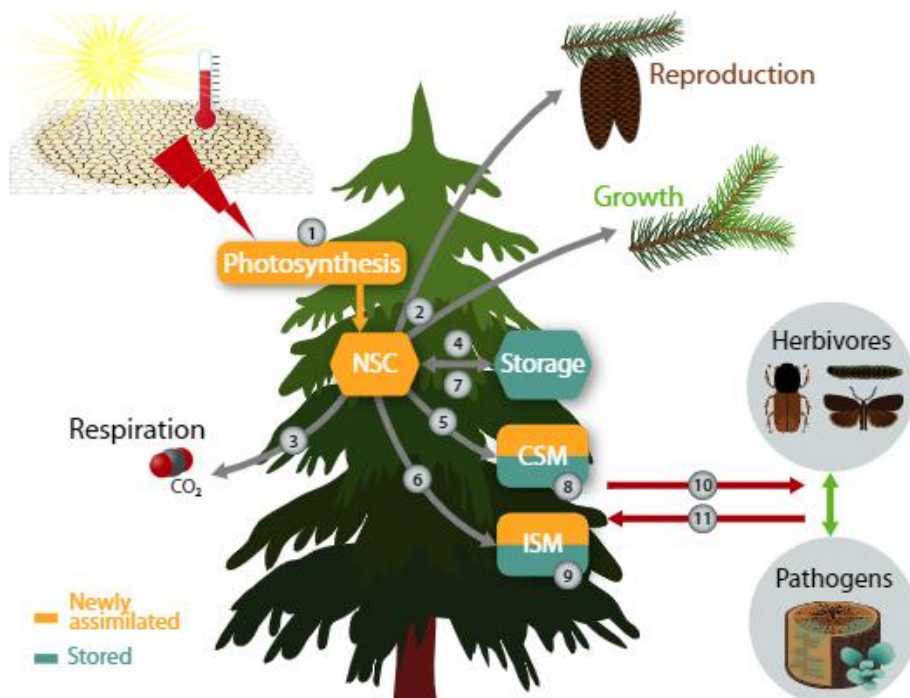 Reproduction
Growth
1
Photosynthesis
2
NSC
4
7
Storage
Herbivores
Respiration
3
CO₂
5
CSM
8
10
6
11
ISM
9
Pathogens
Newly
assimilated
Stored